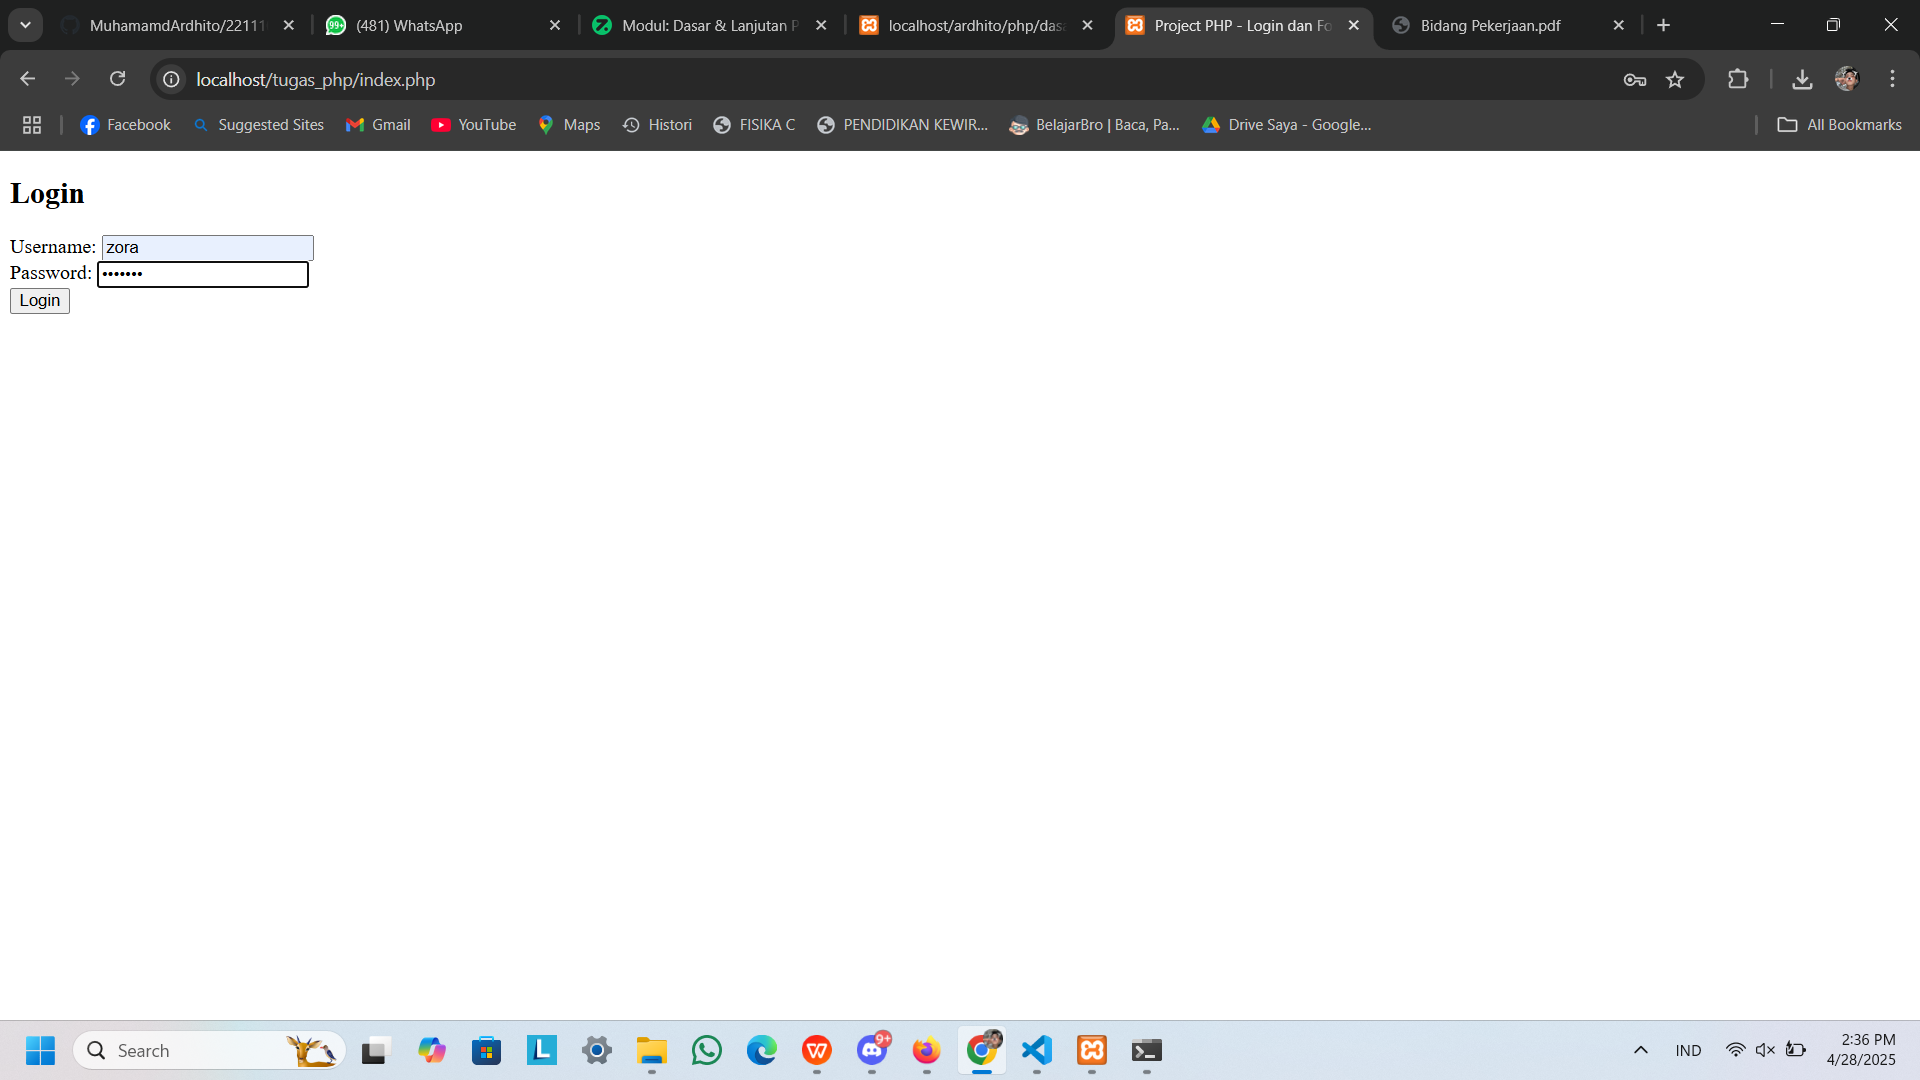 MuhamamdArdhito/22111
(481) WhatsApp
Modul: Dasar & Lanjutan P
localhost/ardhito/php/dasa
Project PHP - Login dan Fo
Bidang Pekerjaan.pdf
localhost/tugas_php/index.php
Facebook
Suggested Sites
Gmail
YouTube
Maps
Histori
FISIKA C
PENDIDIKAN KEWIR...
BelajarBro | Baca, Pa...
Drive Saya - Google...
All Bookmarks
Login
Username: zora
Password: •••••••
Login
Search
9+
IND
2:36 PM
4/28/2025